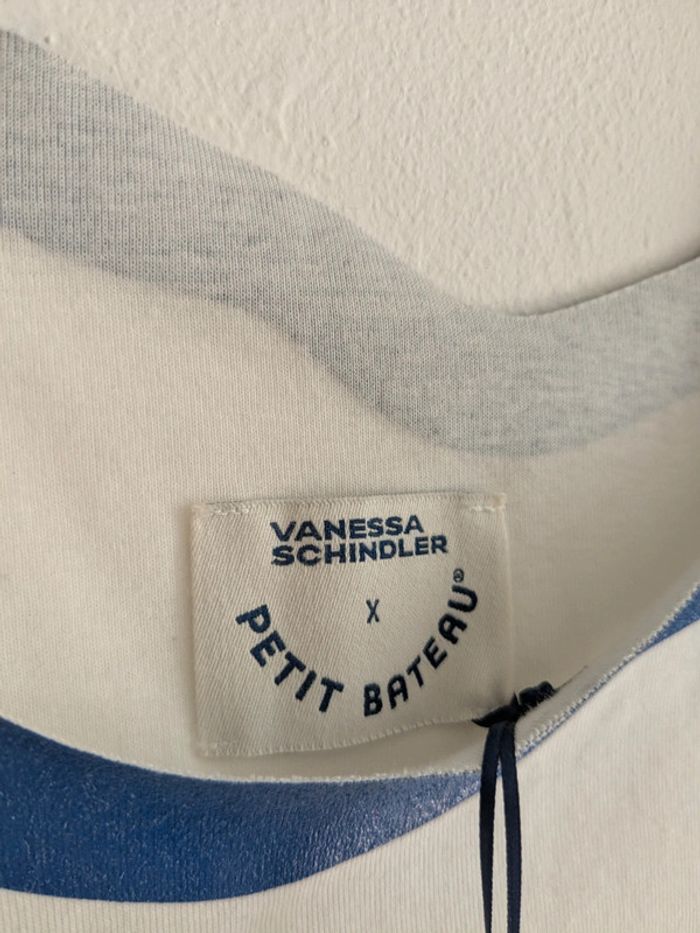 VANESSA
SCHINDLER
X
PETIT BATEAU®